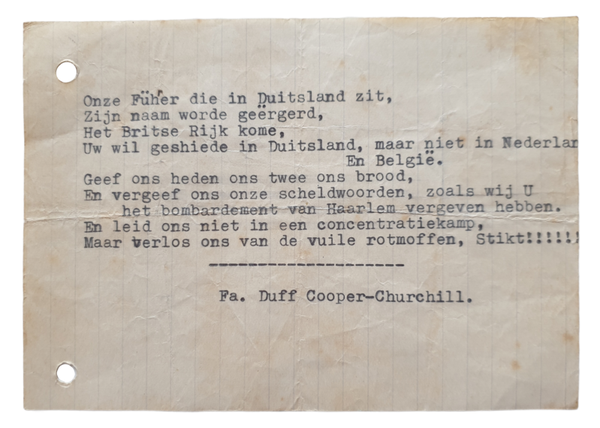 Onze Führer die in Duitsland zit,
Zijn naam worde geërgerd,
Het Britse Rijk kome,
Uw wil geshiede in Duitsland, maar niet in Nederlan
En België.
Geef ons heden ons twee ons brood,
En vergeef ons onze scheldwoorden, zoals wij U
het bombardement van Haarlem vergeven hebben.
En leid ons niet in een concentratiekamp,
Maar verlos ons van de vuile rotmoffen, Stikt!!!!!!
--------------------
Fa. Duff Cooper-Churchill.